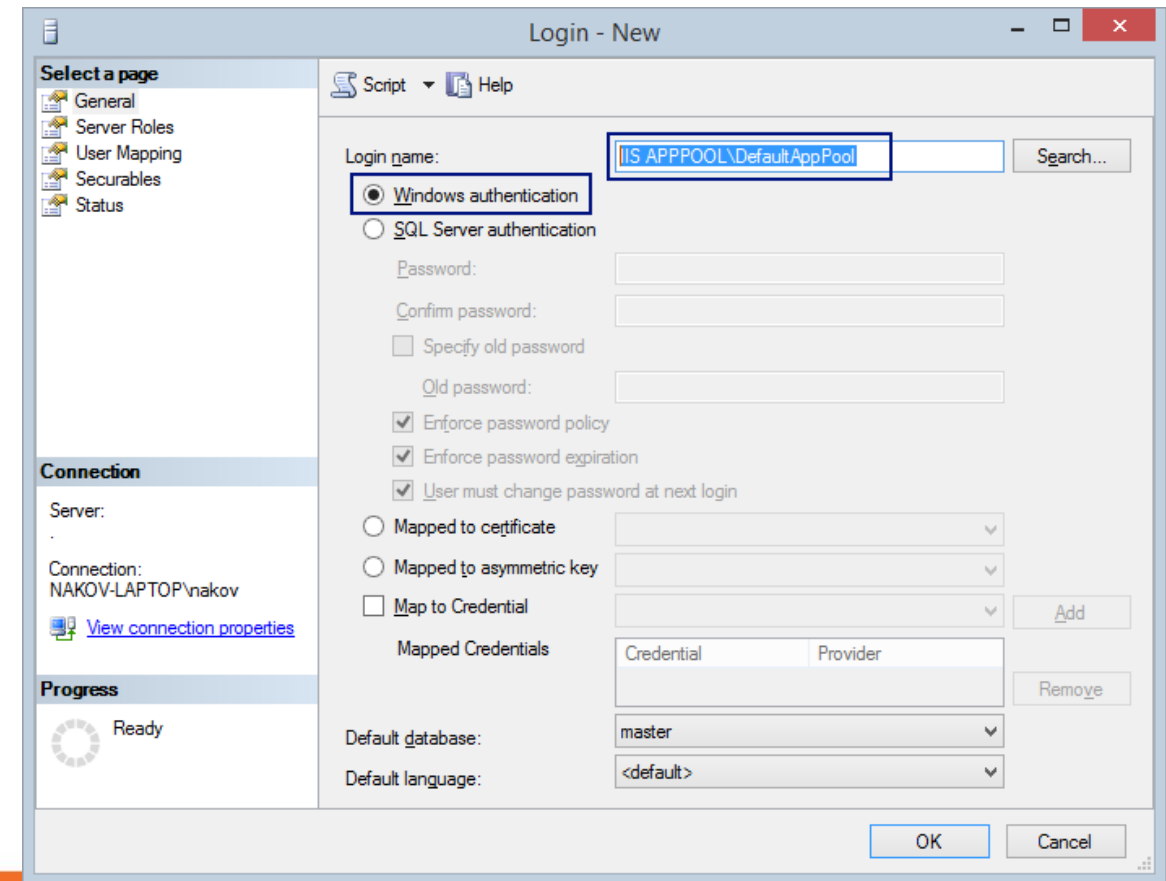 Login - New
Select a page
General
Server Roles
User Mapping
Securables
Status
Script Help
Login name: IIS APPPOOL\DefaultAppPool Search...
Windows authentication
SQL Server authentication
Password:
Confirm password:
Specify old password
Old password:
Enforce password policy
Enforce password expiration
User must change password at next login
Mapped to certificate
Mapped to asymmetric key
Map to Credential Add
Mapped Credentials Credential Provider
Remove
Default database: master
Default language: <default>
Connection
Server:
.
Connection:
NAKOV-LAPTOP\nakov
View connection properties
Progress
Ready
OK Cancel